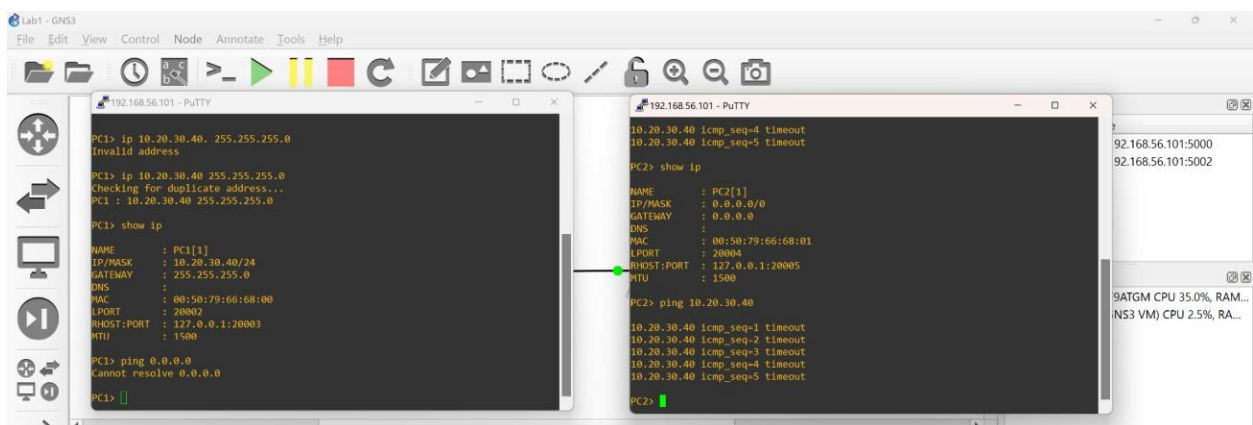 Lab1 - GNS3
File Edit View Control Node Annotate Tools Help
192.168.56.101 - PuTTY
PC1> ip 10.20.30.40. 255.255.255.0
Invalid address
PC1> ip 10.20.30.40 255.255.255.0
Checking for duplicate address...
PC1 : 10.20.30.40 255.255.255.0
PC1> show ip
NAME : PC1[1]
IP/MASK : 10.20.30.40/24
GATEWAY : 255.255.255.0
DNS :
MAC : 00:50:79:66:68:00
LPORT : 20002
RHOST:PORT : 127.0.0.1:20003
MTU : 1500
PC1> ping 0.0.0.0
Cannot resolve 0.0.0.0
PC1>
192.168.56.101 - PuTTY
10.20.30.40 icmp_seq=4 timeout
10.20.30.40 icmp_seq=5 timeout
PC2> show ip
NAME : PC2[1]
IP/MASK : 0.0.0.0/0
GATEWAY : 0.0.0.0
DNS :
MAC : 00:50:79:66:68:01
LPORT : 20004
RHOST:PORT : 127.0.0.1:20005
MTU : 1500
PC2> ping 10.20.30.40
10.20.30.40 icmp_seq=1 timeout
10.20.30.40 icmp_seq=2 timeout
10.20.30.40 icmp_seq=3 timeout
10.20.30.40 icmp_seq=4 timeout
10.20.30.40 icmp_seq=5 timeout
PC2>
92.168.56.101:5000
92.168.56.101:5002
9ATGM CPU 35.0%, RAM...
NS3 VM) CPU 2.5%, RA...